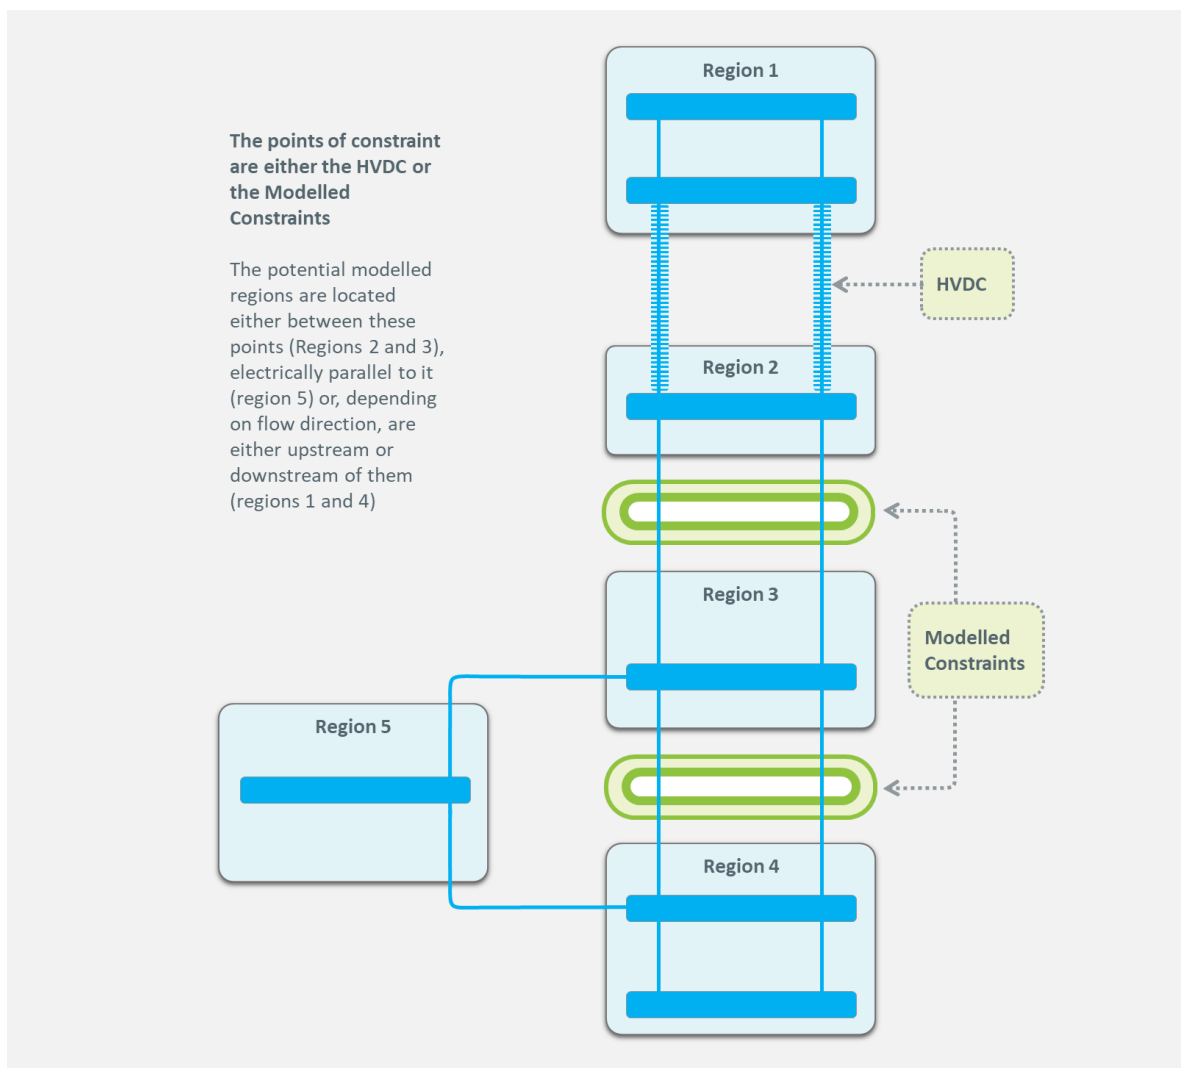 Region 1
The points of constraint
are either the HVDC or
the Modelled
Constraints
The potential modelled
regions are located
either between these
points (Regions 2 and 3),
electrically parallel to it
(region 5) or, depending
on flow direction, are
either upstream or
downstream of them
(regions 1 and 4)
HVDC
Region 2
Region 3
Modelled
Constraints
Region 5
Region 4